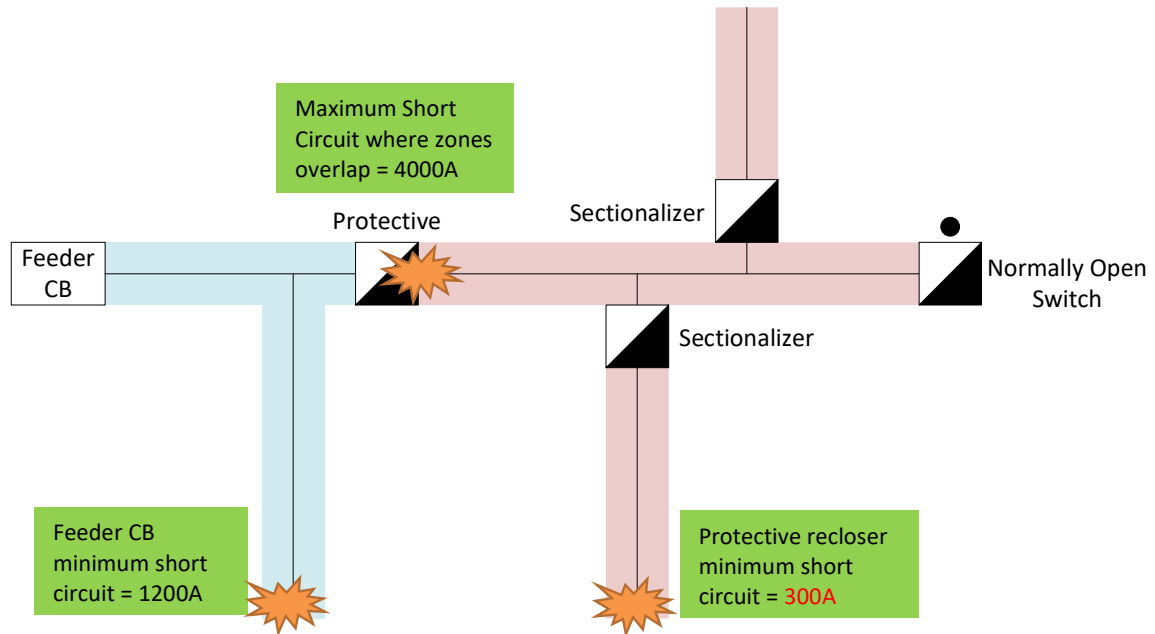 Maximum Short
Circuit where zones
overlap = 4000A
Sectionalizer
Protective
Feeder
CB
Normally Open
Switch
Sectionalizer
Feeder CB
minimum short
circuit = 1200A
Protective recloser
minimum short
circuit = 300A